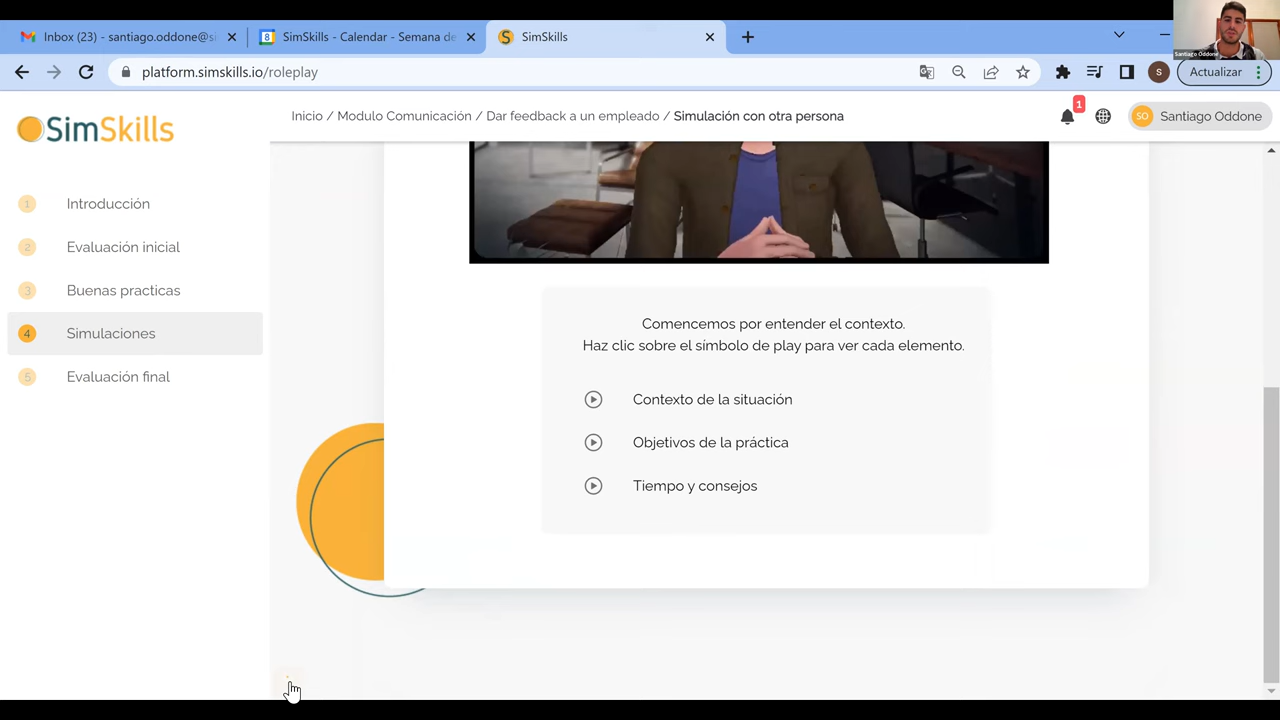 Inbox (23) - santiago.oddone@si
SimSkills - Calendar - Semana de
SimSkills
Santiago Oddone
platform.simskills.io/roleplay
S
Actualizar
SimSkills
Inicio / Modulo Comunicación / Dar feedback a un empleado / Simulación con otra persona
1
SO Santiago Oddone
1 Introducción
2 Evaluación inicial
3 Buenas practicas
4 Simulaciones
5 Evaluación final
Comencemos por entender el contexto.
Haz clic sobre el símbolo de play para ver cada elemento.
Contexto de la situación
Objetivos de la práctica
Tiempo y consejos